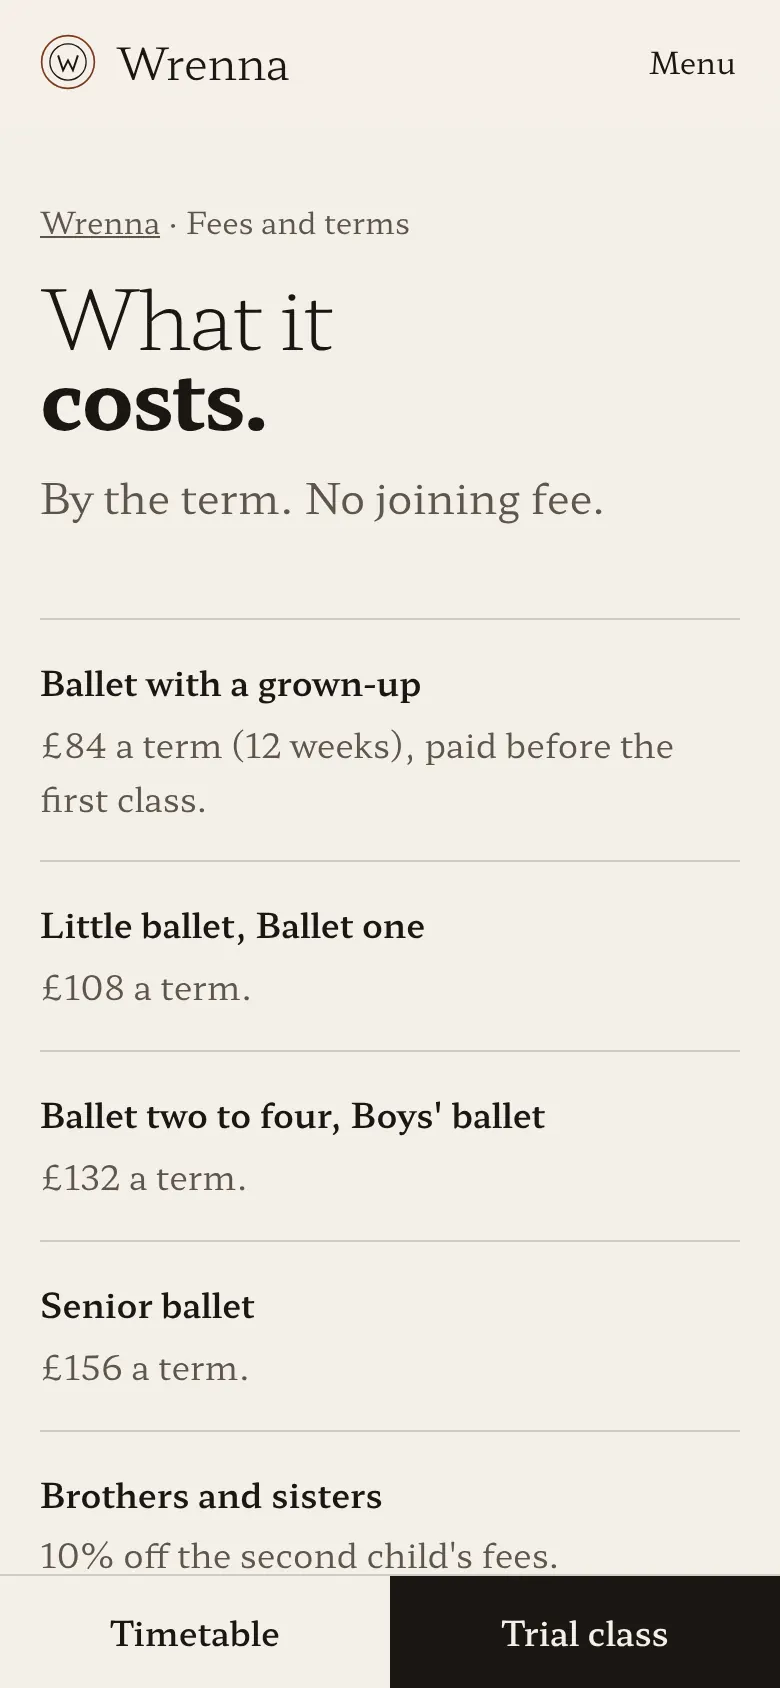 W Wrenna
Menu
Wrenna · Fees and terms
What it
costs.
By the term. No joining fee.
Ballet with a grown-up
£84 a term (12 weeks), paid before the
first class.
Little ballet, Ballet one
£108 a term.
Ballet two to four, Boys' ballet
£132 a term.
Senior ballet
£156 a term.
Brothers and sisters
10% off the second child's fees.
Timetable
Trial class